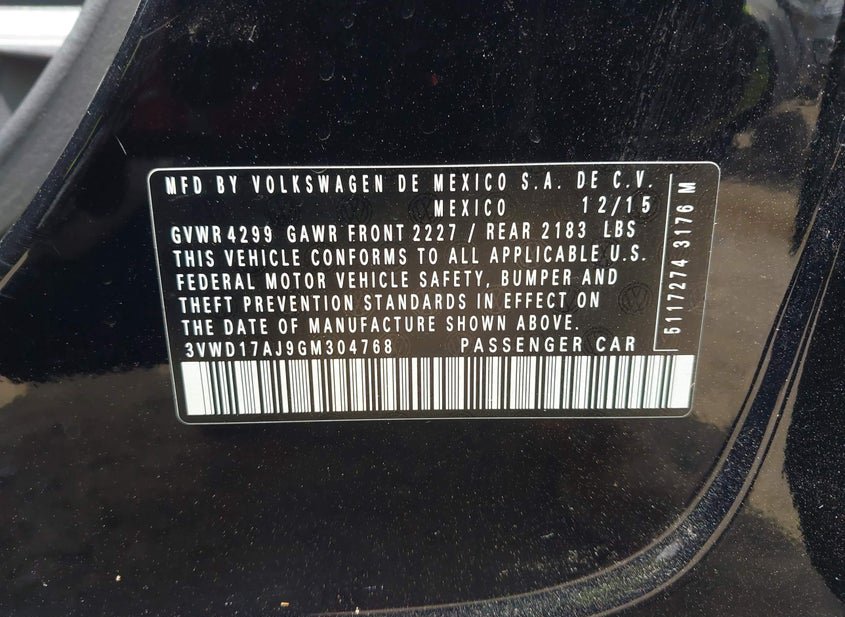 MFD BY VOLKSWAGEN DE MEXICO S.A. DE C.V.
MEXICO 12/15
GVWR 4299 GAWR FRONT 2227 / REAR 2183 LBS
THIS VEHICLE CONFORMS TO ALL APPLICABLE U.S.
FEDERAL MOTOR VEHICLE SAFETY, BUMPER AND
THEFT PREVENTION STANDARDS IN EFFECT ON
THE DATE OF MANUFACTURE SHOWN ABOVE.
3VWD17AJ9GM304768 PASSENGER CAR
5117274 3176 M